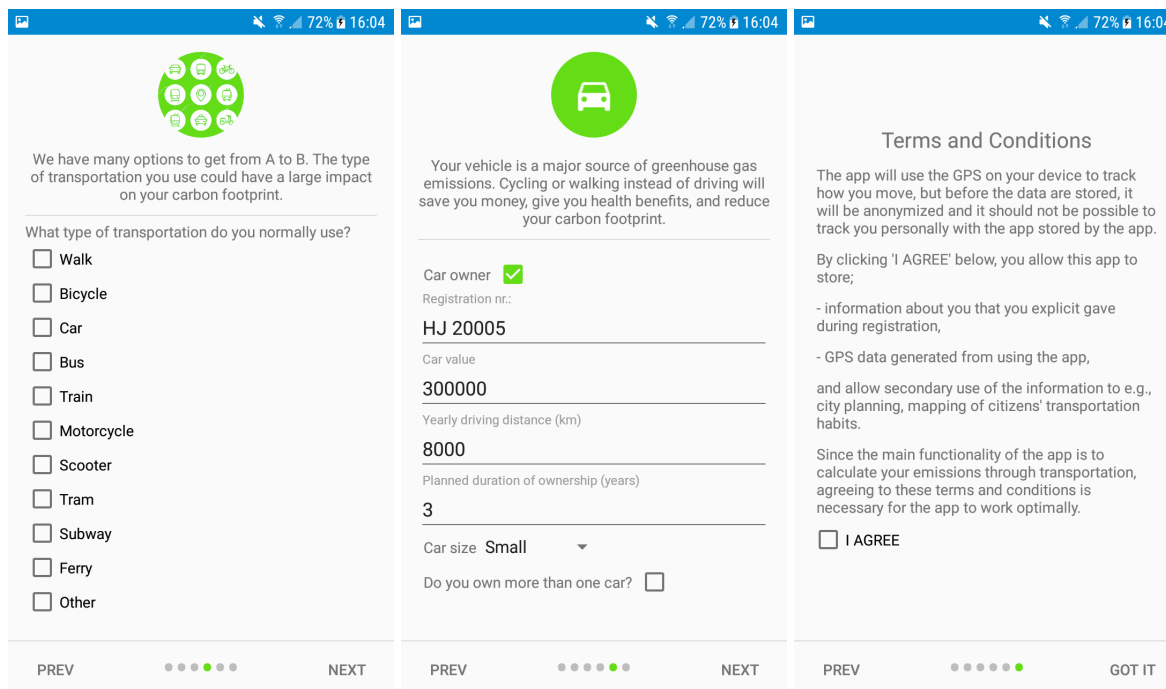 72% 16:04
We have many options to get from A to B. The type
of transportation you use could have a large impact
on your carbon footprint.
What type of transportation do you normally use?
Walk
Bicycle
Car
Bus
Train
Motorcycle
Scooter
Tram
Subway
Ferry
Other
PREV
NEXT
72% 16:04
Your vehicle is a major source of greenhouse gas
emissions. Cycling or walking instead of driving will
save you money, give you health benefits, and reduce
your carbon footprint.
Car owner
Registration nr.:
HJ 20005
Car value
300000
Yearly driving distance (km)
8000
Planned duration of ownership (years)
3
Car size Small
Do you own more than one car?
PREV
NEXT
72% 16:04
Terms and Conditions
The app will use the GPS on your device to track
how you move, but before the data are stored, it
will be anonymized and it should not be possible to
track you personally with the app stored by the app.
By clicking 'I AGREE' below, you allow this app to
store;
- information about you that you explicit gave
during registration,
- GPS data generated from using the app,
and allow secondary use of the information to e.g.,
city planning, mapping of citizens' transportation
habits.
Since the main functionality of the app is to
calculate your emissions through transportation,
agreeing to these terms and conditions is
necessary for the app to work optimally.
I AGREE
PREV
GOT IT